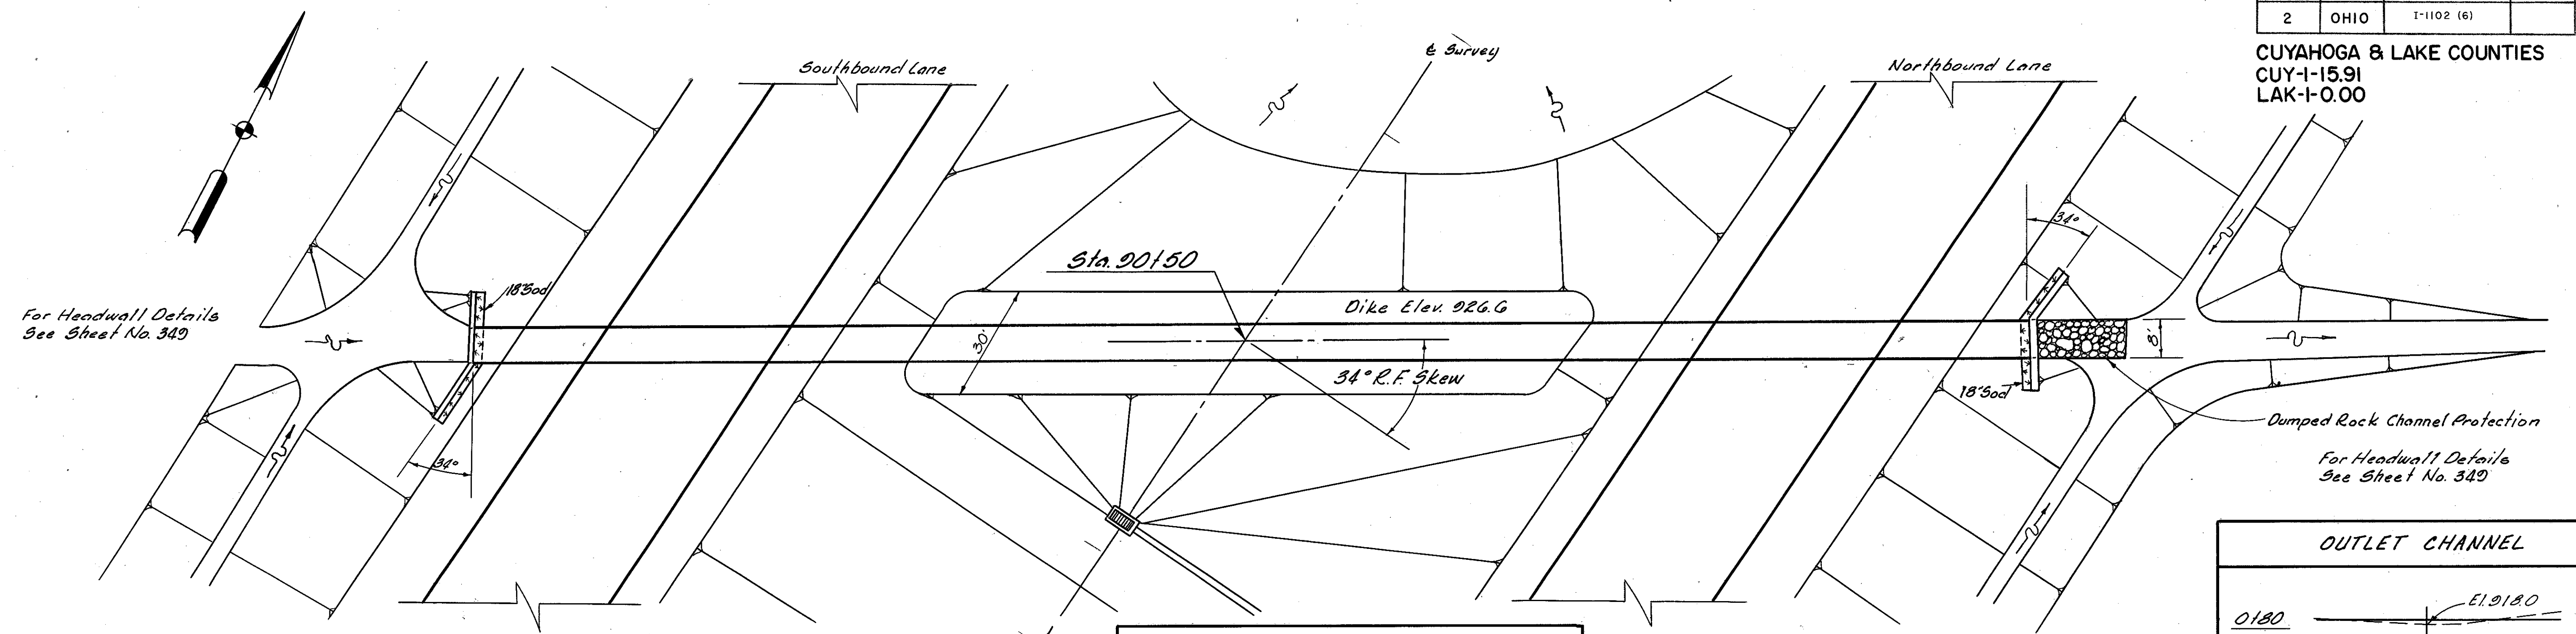 2 OHIO I-1102 (6)
CUYAHOGA & LAKE COUNTIES
CUY-1-15.91
LAK-1-0.00
Southbound Lane
℄ Survey
Northbound Lane
34°
Sta. 90+50
18" Sod
Dike Elev. 926.6
For Headwall Details
See Sheet No. 349
30'
8'
34° R.F. Skew
18" Sod
Dumped Rock Channel Protection
34°
For Headwall Details
See Sheet No. 349
OUTLET CHANNEL
El. 918.0
0+80